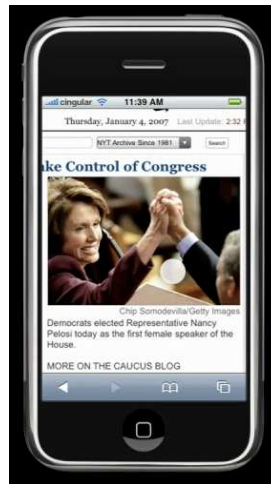 cingular 11:39 AM
Thursday, January 4, 2007 Last Update: 2:32
NYT Archive Since 1981 Search
ake Control of Congress
Chip Somodevilla/Getty Images
Democrats elected Representative Nancy
Pelosi today as the first female speaker of the
House.
MORE ON THE CAUCUS BLOG